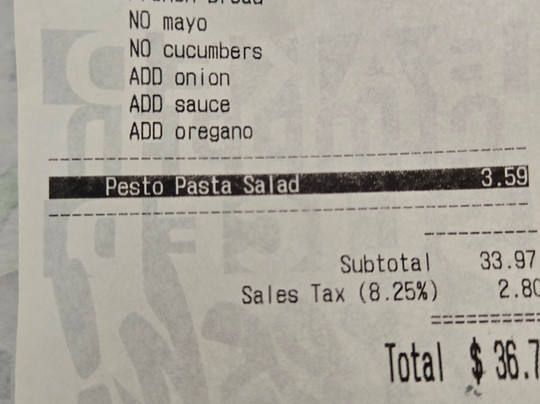 NO mayo
NO cucumbers
ADD onion
ADD sauce
ADD oregano
Pesto Pasta Salad 3.59
Subtotal 33.97
Sales Tax (8.25%) 2.80
Total $ 36.7